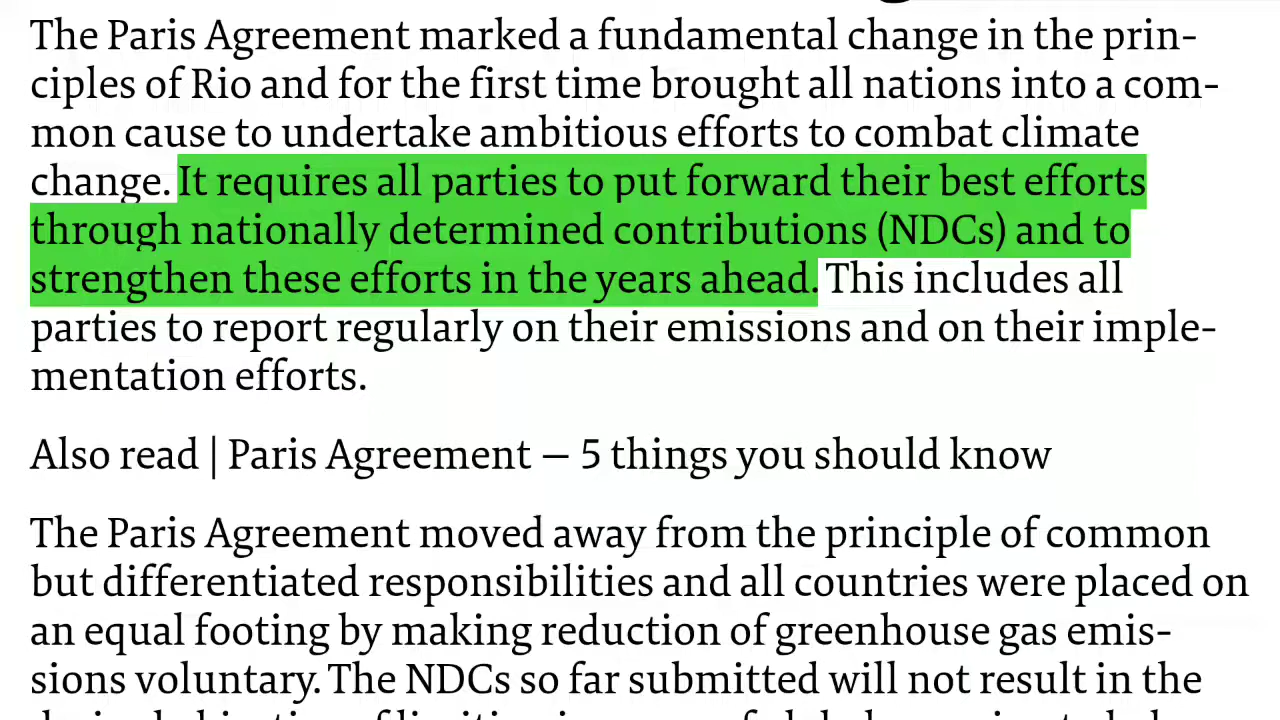 The Paris Agreement marked a fundamental change in the prin-
ciples of Rio and for the first time brought all nations into a com-
mon cause to undertake ambitious efforts to combat climate
change. It requires all parties to put forward their best efforts
through nationally determined contributions (NDCs) and to
strengthen these efforts in the years ahead. This includes all
parties to report regularly on their emissions and on their imple-
mentation efforts.
Also read | Paris Agreement — 5 things you should know
The Paris Agreement moved away from the principle of common
but differentiated responsibilities and all countries were placed on
an equal footing by making reduction of greenhouse gas emis-
sions voluntary. The NDCs so far submitted will not result in the